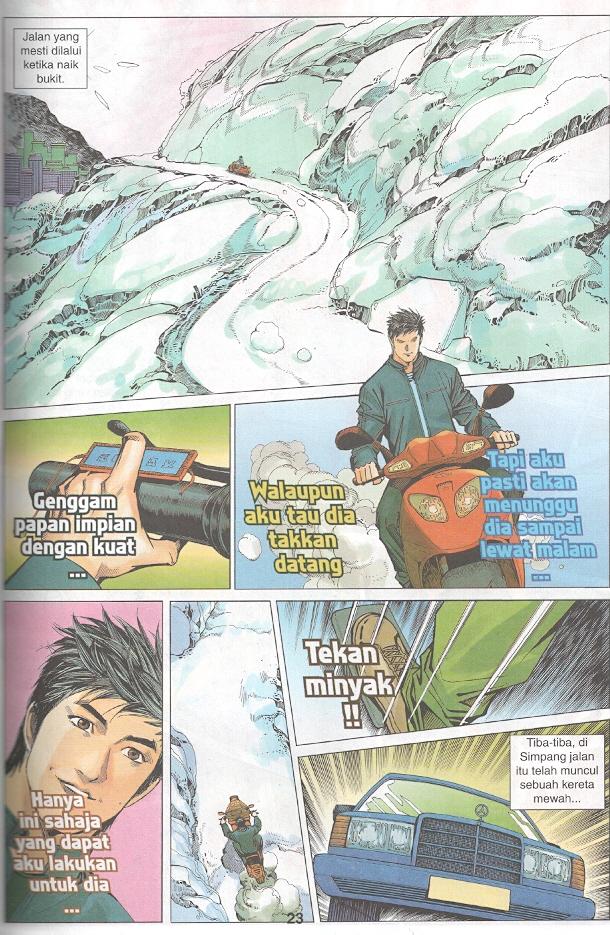 Jalan yang
mesti dilalui
ketika naik
bukit.
Genggam
papan impian
dengan kuat
...
Walaupun
aku tau dia
takkan
datang
Tapi aku
pasti akan
menunggu
dia sampai
lewat malam
...
Hanya
ini sahaja
yang dapat
aku lakukan
untuk dia
...
Tekan
minyak
!!
Tiba-tiba, di
Simpang jalan
itu telah muncul
sebuah kereta
mewah...
23